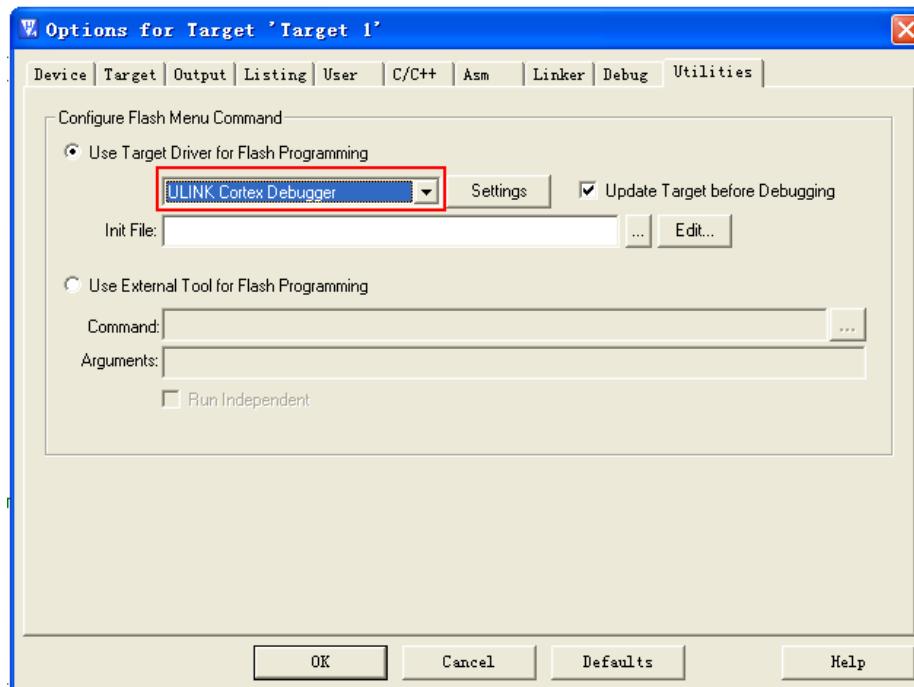 Options for Target 'Target 1'
Device Target Output Listing User C/C++ Asm Linker Debug Utilities
Configure Flash Menu Command
Use Target Driver for Flash Programming
ULINK Cortex Debugger Settings Update Target before Debugging
Init File: ... Edit...
Use External Tool for Flash Programming
Command: ...
Arguments:
Run Independent
OK Cancel Defaults Help